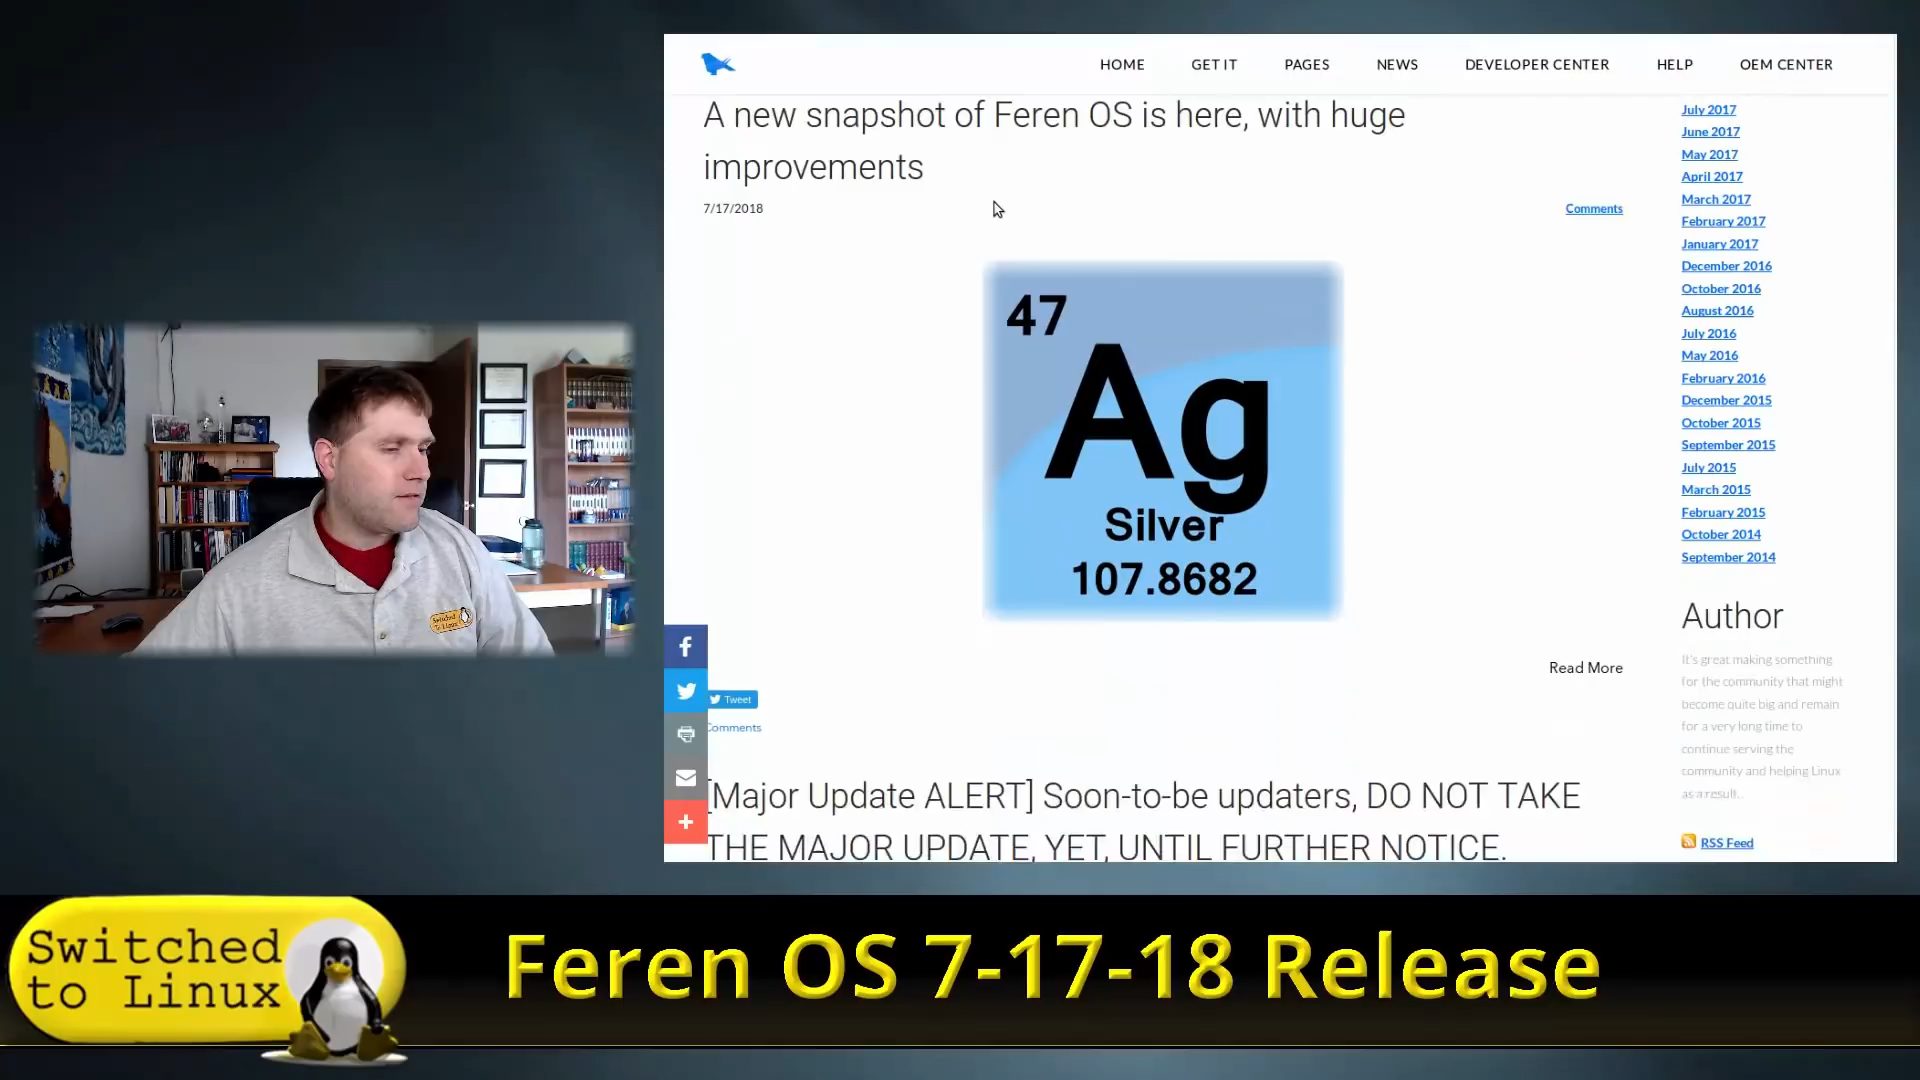 HOME GET IT PAGES NEWS DEVELOPER CENTER HELP OEM CENTER
A new snapshot of Feren OS is here, with huge
improvements
7/17/2018
Comments
47
Ag
Silver
107.8682
Read More
Tweet
Comments
[Major Update ALERT] Soon-to-be updaters, DO NOT TAKE
THE MAJOR UPDATE, YET, UNTIL FURTHER NOTICE.
July 2017
June 2017
May 2017
April 2017
March 2017
February 2017
January 2017
December 2016
October 2016
August 2016
July 2016
May 2016
February 2016
December 2015
October 2015
September 2015
July 2015
March 2015
February 2015
October 2014
September 2014
Author
It's great making something
for the community that might
become quite big and remain
for a very long time to
continue serving the
community and helping Linux
as a result...
RSS Feed
Switched
To Linux
Switched
to Linux
Feren OS 7-17-18 Release